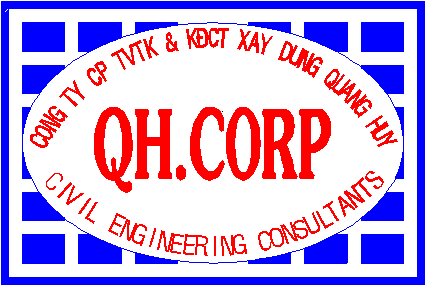 CONG TY CP TVTK & KĐCT XAY DUNG QUANG HUY
QH.CORP
CIVIL ENGINEERING CONSULTANTS